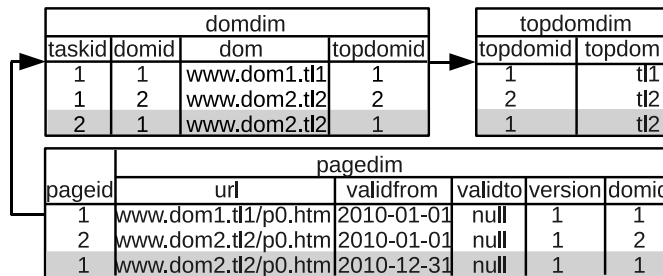 domdim
taskid domid dom topdomid
1 1 www.dom1.tl1 1
1 2 www.dom2.tl2 2
2 1 www.dom2.tl2 1
topdomdim
topdomid topdom
1 tl1
2 tl2
1 tl2
pagedim
pageid url validfrom validto version domid
1 www.dom1.tl1/p0.htm 2010-01-01 null 1 1
2 www.dom2.tl2/p0.htm 2010-01-01 null 1 2
1 www.dom2.tl2/p0.htm 2010-12-31 null 1 1